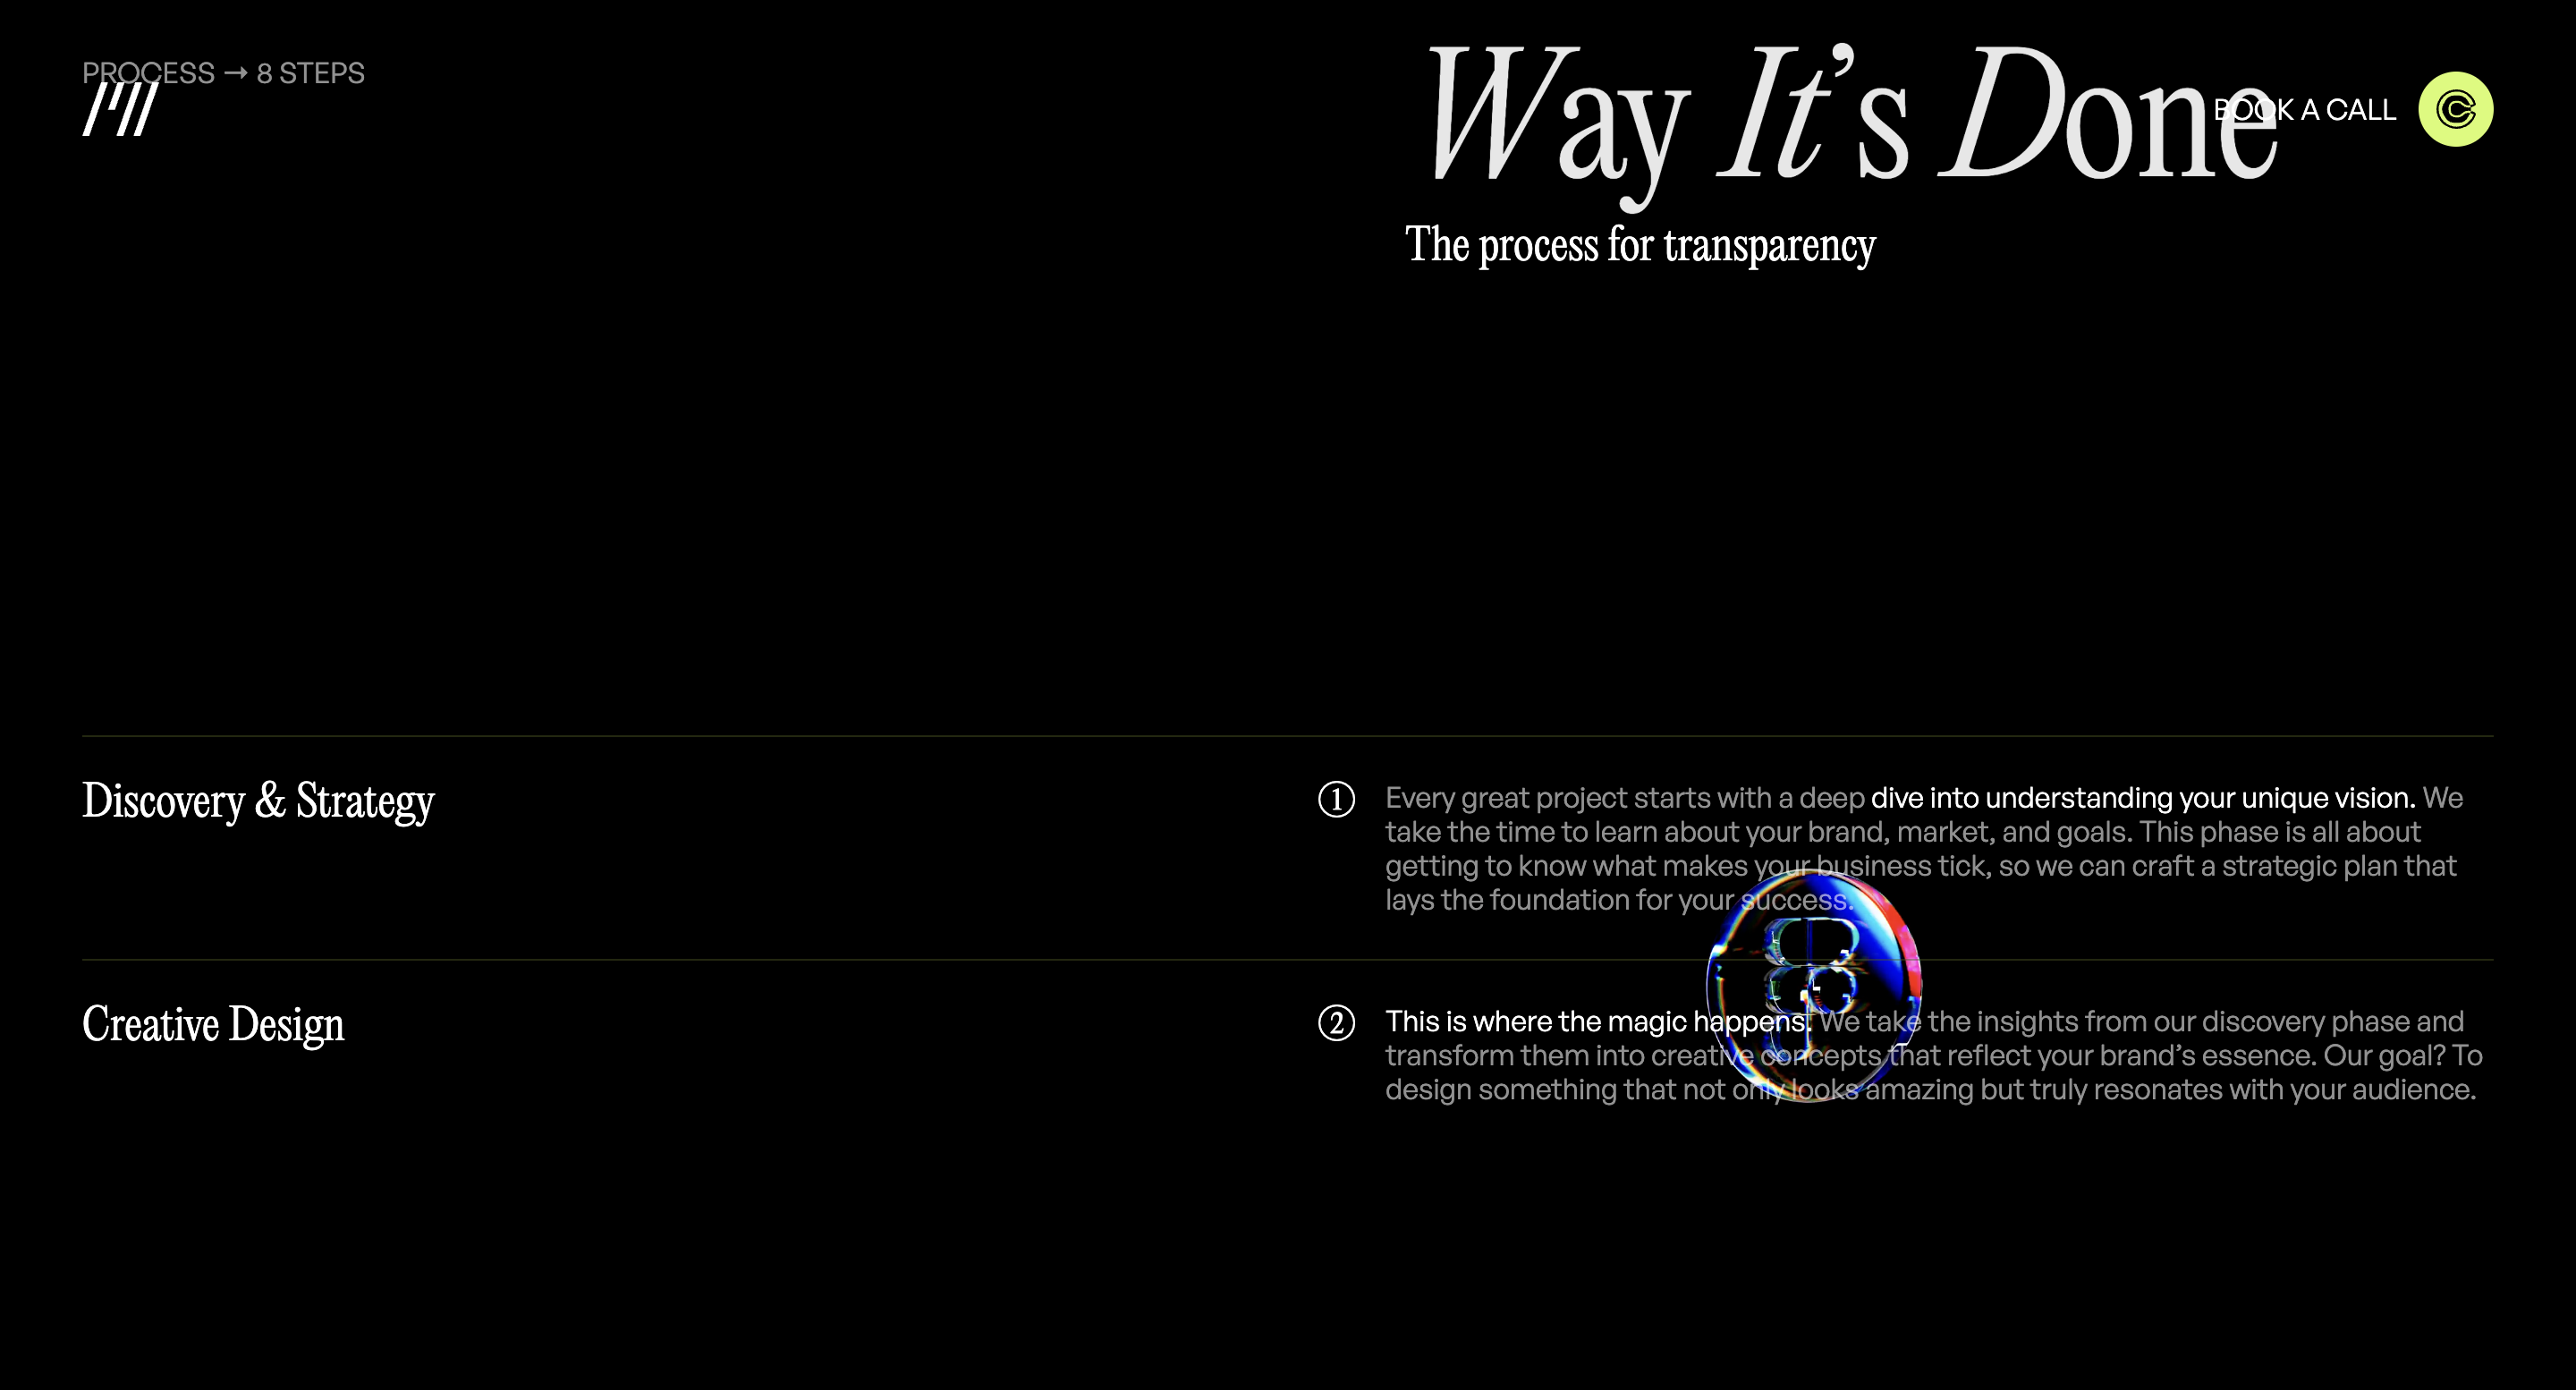 PROCESS → 8 STEPS
Way It’s Done
BOOK A CALL
The process for transparency
Discovery & Strategy
① Every great project starts with a deep dive into understanding your unique vision. We
take the time to learn about your brand, market, and goals. This phase is all about
getting to know what makes your business tick, so we can craft a strategic plan that
lays the foundation for your success.
Creative Design
② This is where the magic happens. We take the insights from our discovery phase and
transform them into creative concepts that reflect your brand’s essence. Our goal? To
design something that not only looks amazing but truly resonates with your audience.